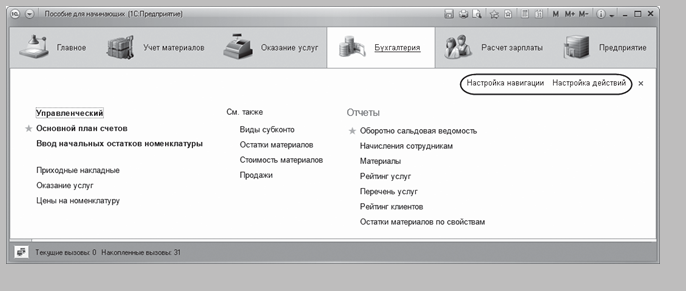 Пособие для начинающих (1С:Предприятие)
M M+ M-
Главное
Учет материалов
Оказание услуг
Бухгалтерия
Расчет зарплаты
Предприятие
Настройка навигации Настройка действий
Управленческий
Основной план счетов
Ввод начальных остатков номенклатуры
Приходные накладные
Оказание услуг
Цены на номенклатуру
См. также
Виды субконто
Остатки материалов
Стоимость материалов
Продажи
Отчеты
Оборотно сальдовая ведомость
Начисления сотрудникам
Материалы
Рейтинг услуг
Перечень услуг
Рейтинг клиентов
Остатки материалов по свойствам
Текущие вызовы: 0 Накопленные вызовы: 31